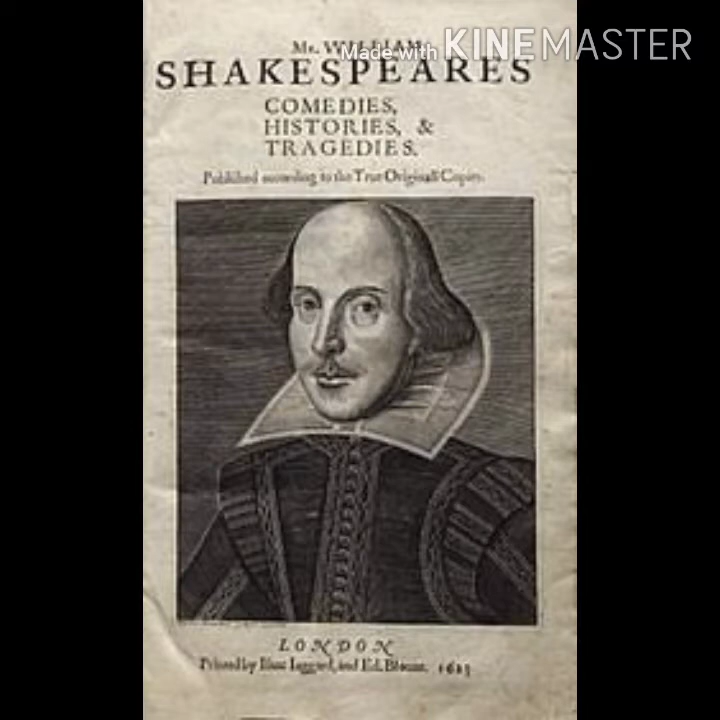 Made with KINEMASTER
Mr. WILLIAM
SHAKESPEARES
COMEDIES,
HISTORIES, &
TRAGEDIES.
Published according to the True Originall Copies.
LONDON
Printed by Isaac Iaggard, and Ed. Blount. 1623